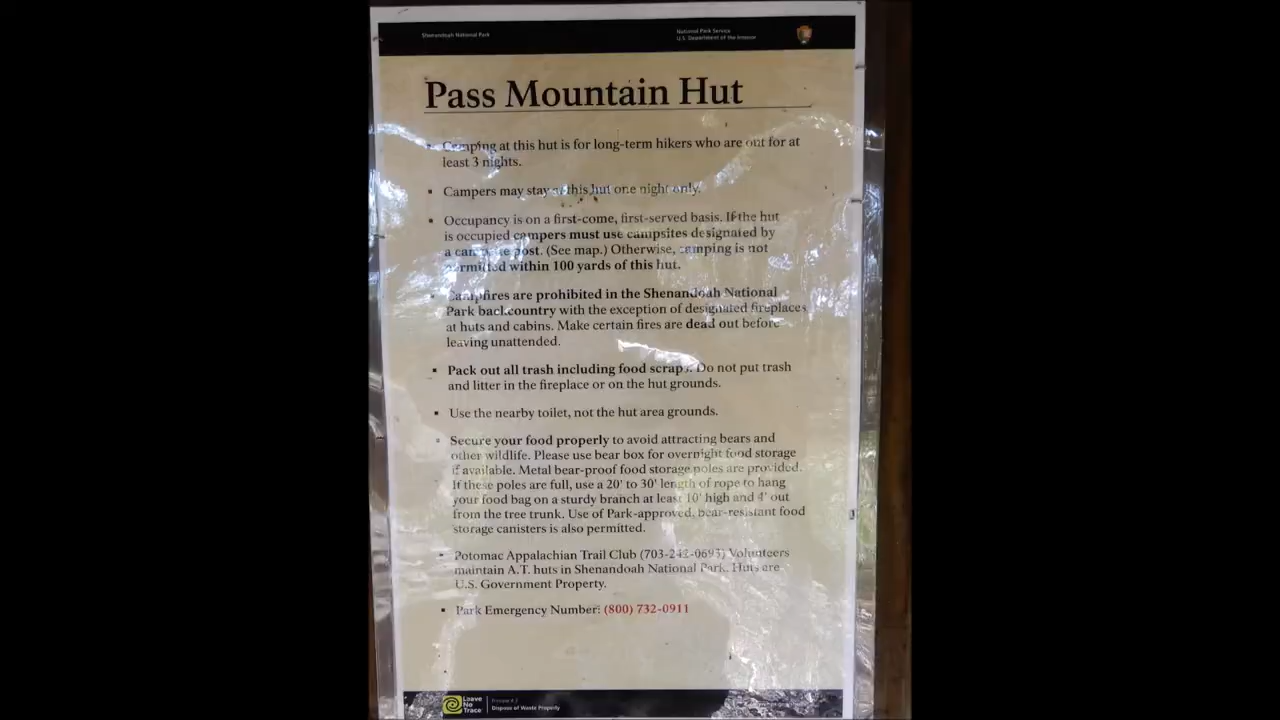 Shenandoah National Park
National Park Service
U.S. Department of the Interior
Pass Mountain Hut
▪ Camping at this hut is for long-term hikers who are out for at
least 3 nights.
▪ Campers may stay at this hut one night only.
▪ Occupancy is on a first-come, first-served basis. If the hut
is occupied campers must use campsites designated by
a campsite post. (See map.) Otherwise, camping is not
permitted within 100 yards of this hut.
▪ Campfires are prohibited in the Shenandoah National
Park backcountry with the exception of designated fireplaces
at huts and cabins. Make certain fires are dead out before
leaving unattended.
▪ Pack out all trash including food scraps. Do not put trash
and litter in the fireplace or on the hut grounds.
▪ Use the nearby toilet, not the hut area grounds.
▪ Secure your food properly to avoid attracting bears and
other wildlife. Please use bear box for overnight food storage
if available. Metal bear-proof food storage poles are provided.
If these poles are full, use a 20' to 30' length of rope to hang
your food bag on a sturdy branch at least 10' high and 4' out
from the tree trunk. Use of Park-approved, bear-resistant food
storage canisters is also permitted.
▪ Potomac Appalachian Trail Club (703-242-0693) Volunteers
maintain A.T. huts in Shenandoah National Park. Huts are
U.S. Government Property.
▪ Park Emergency Number: (800) 732-0911
Leave
No
Trace
Dispose of Waste Properly